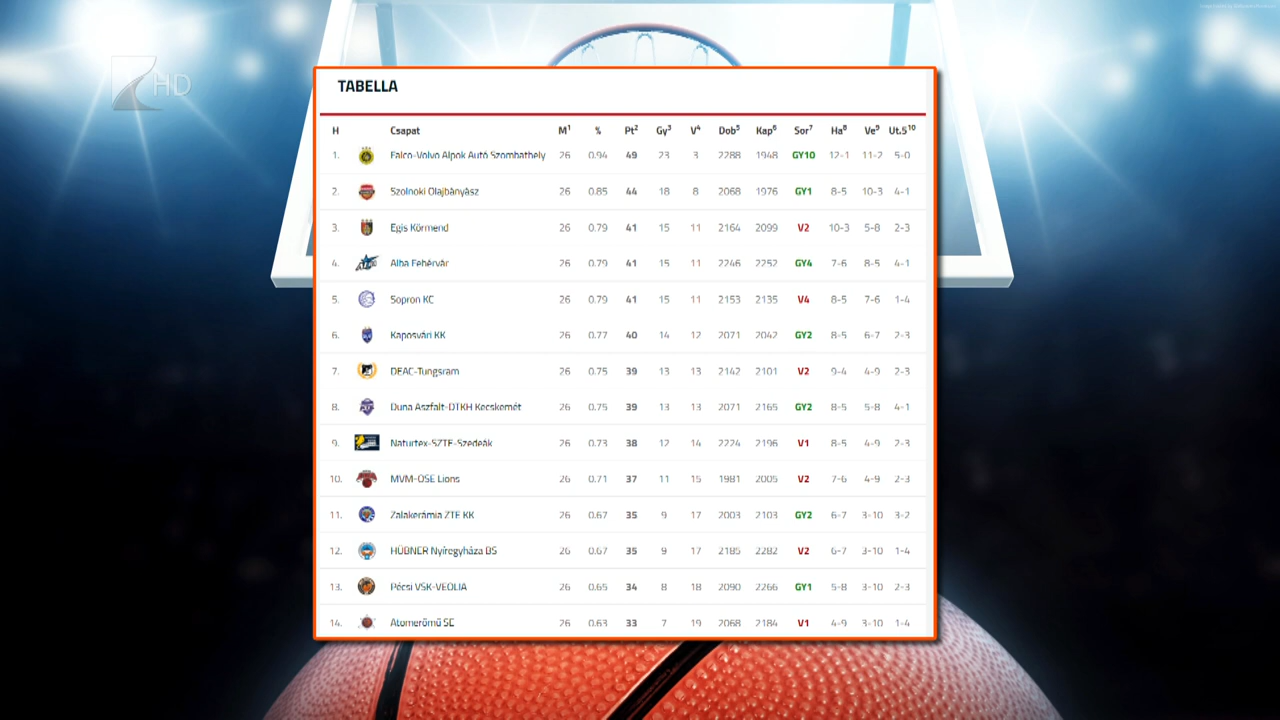 HD
TABELLA
H Csapat M¹ % Pt² Gy³ V⁴ Dob⁵ Kap⁶ Sor⁷ Ha⁸ Ve⁹ Ut.5¹⁰
1. Falco-Volvo Alpok Autó Szombathely 26 0.94 49 23 3 2288 1948 GY10 12-1 11-2 5-0
2. Szolnoki Olajbányász 26 0.85 44 18 8 2068 1976 GY1 8-5 10-3 4-1
3. Egis Körmend 26 0.79 41 15 11 2164 2099 V2 10-3 5-8 2-3
4. Alba Fehérvár 26 0.79 41 15 11 2246 2252 GY4 7-6 8-5 4-1
5. Sopron KC 26 0.79 41 15 11 2153 2135 V4 8-5 7-6 1-4
6. Kaposvári KK 26 0.77 40 14 12 2071 2042 GY2 8-5 6-7 2-3
7. DEAC-Tungsram 26 0.75 39 13 13 2142 2101 V2 9-4 4-9 2-3
8. Duna Aszfalt-DTKH Kecskemét 26 0.75 39 13 13 2071 2165 GY2 8-5 5-8 4-1
9. Naturtex-SZTE-Szedeák 26 0.73 38 12 14 2224 2196 V1 8-5 4-9 2-3
10. MVM-OSE Lions 26 0.71 37 11 15 1981 2005 V2 7-6 4-9 2-3
11. Zalakerámia ZTE KK 26 0.67 35 9 17 2003 2103 GY2 6-7 3-10 3-2
12. HÜBNER Nyíregyháza BS 26 0.67 35 9 17 2185 2282 V2 6-7 3-10 1-4
13. Pécsi VSK-VEOLIA 26 0.65 34 8 18 2090 2266 GY1 5-8 3-10 2-3
14. Atomerőmű SE 26 0.63 33 7 19 2068 2184 V1 4-9 3-10 1-4